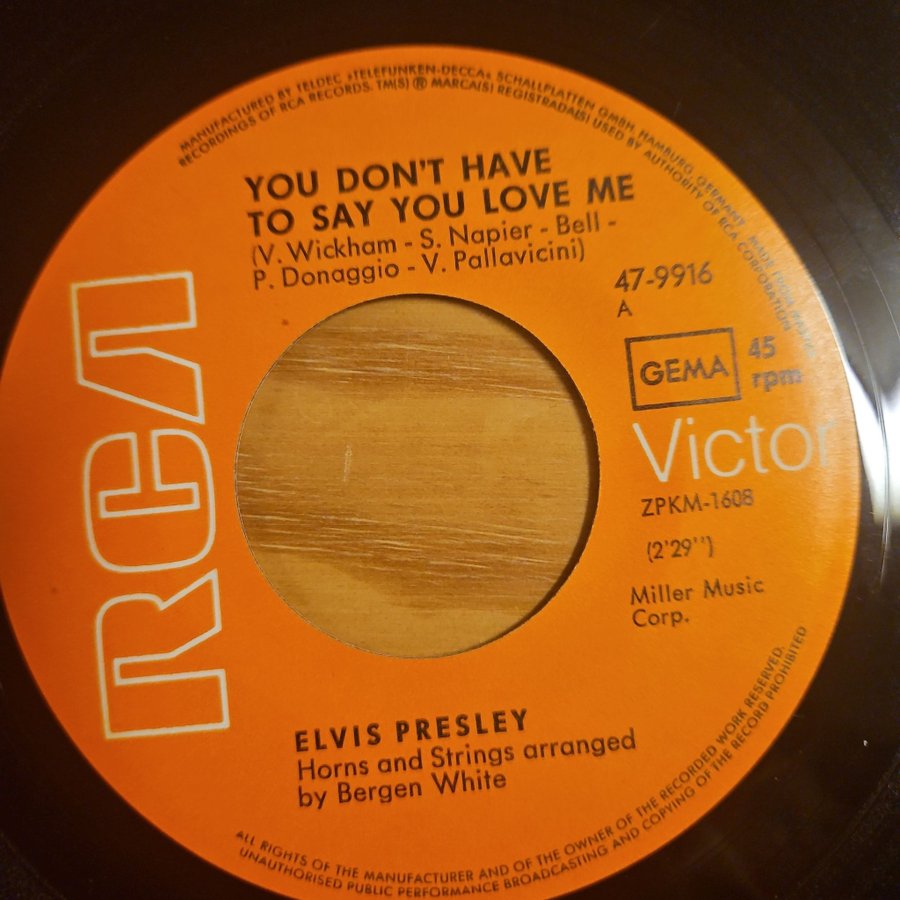 MANUFACTURED BY TELDEC »TELEFUNKEN-DECCA« SCHALLPLATTEN GMBH, HAMBURG, GERMANY, MADE FROM
RECORDINGS OF RCA RECORDS. TM(S) ® MARCA(S) REGISTRADA(S) USED BY AUTHORITY OF RCA CORPORATION
YOU DON'T HAVE
TO SAY YOU LOVE ME
(V. Wickham - S. Napier - Bell -
P. Donaggio - V. Pallavicini)
47-9916
A
GEMA
45
rpm
RCA
Victor
ZPKM-1608
(2'29'')
Miller Music
Corp.
ELVIS PRESLEY
Horns and Strings arranged
by Bergen White
ALL RIGHTS OF THE MANUFACTURER AND OF THE OWNER OF THE RECORDED WORK RESERVED.
UNAUTHORISED PUBLIC PERFORMANCE BROADCASTING AND COPYING OF THE RECORD PROHIBITED